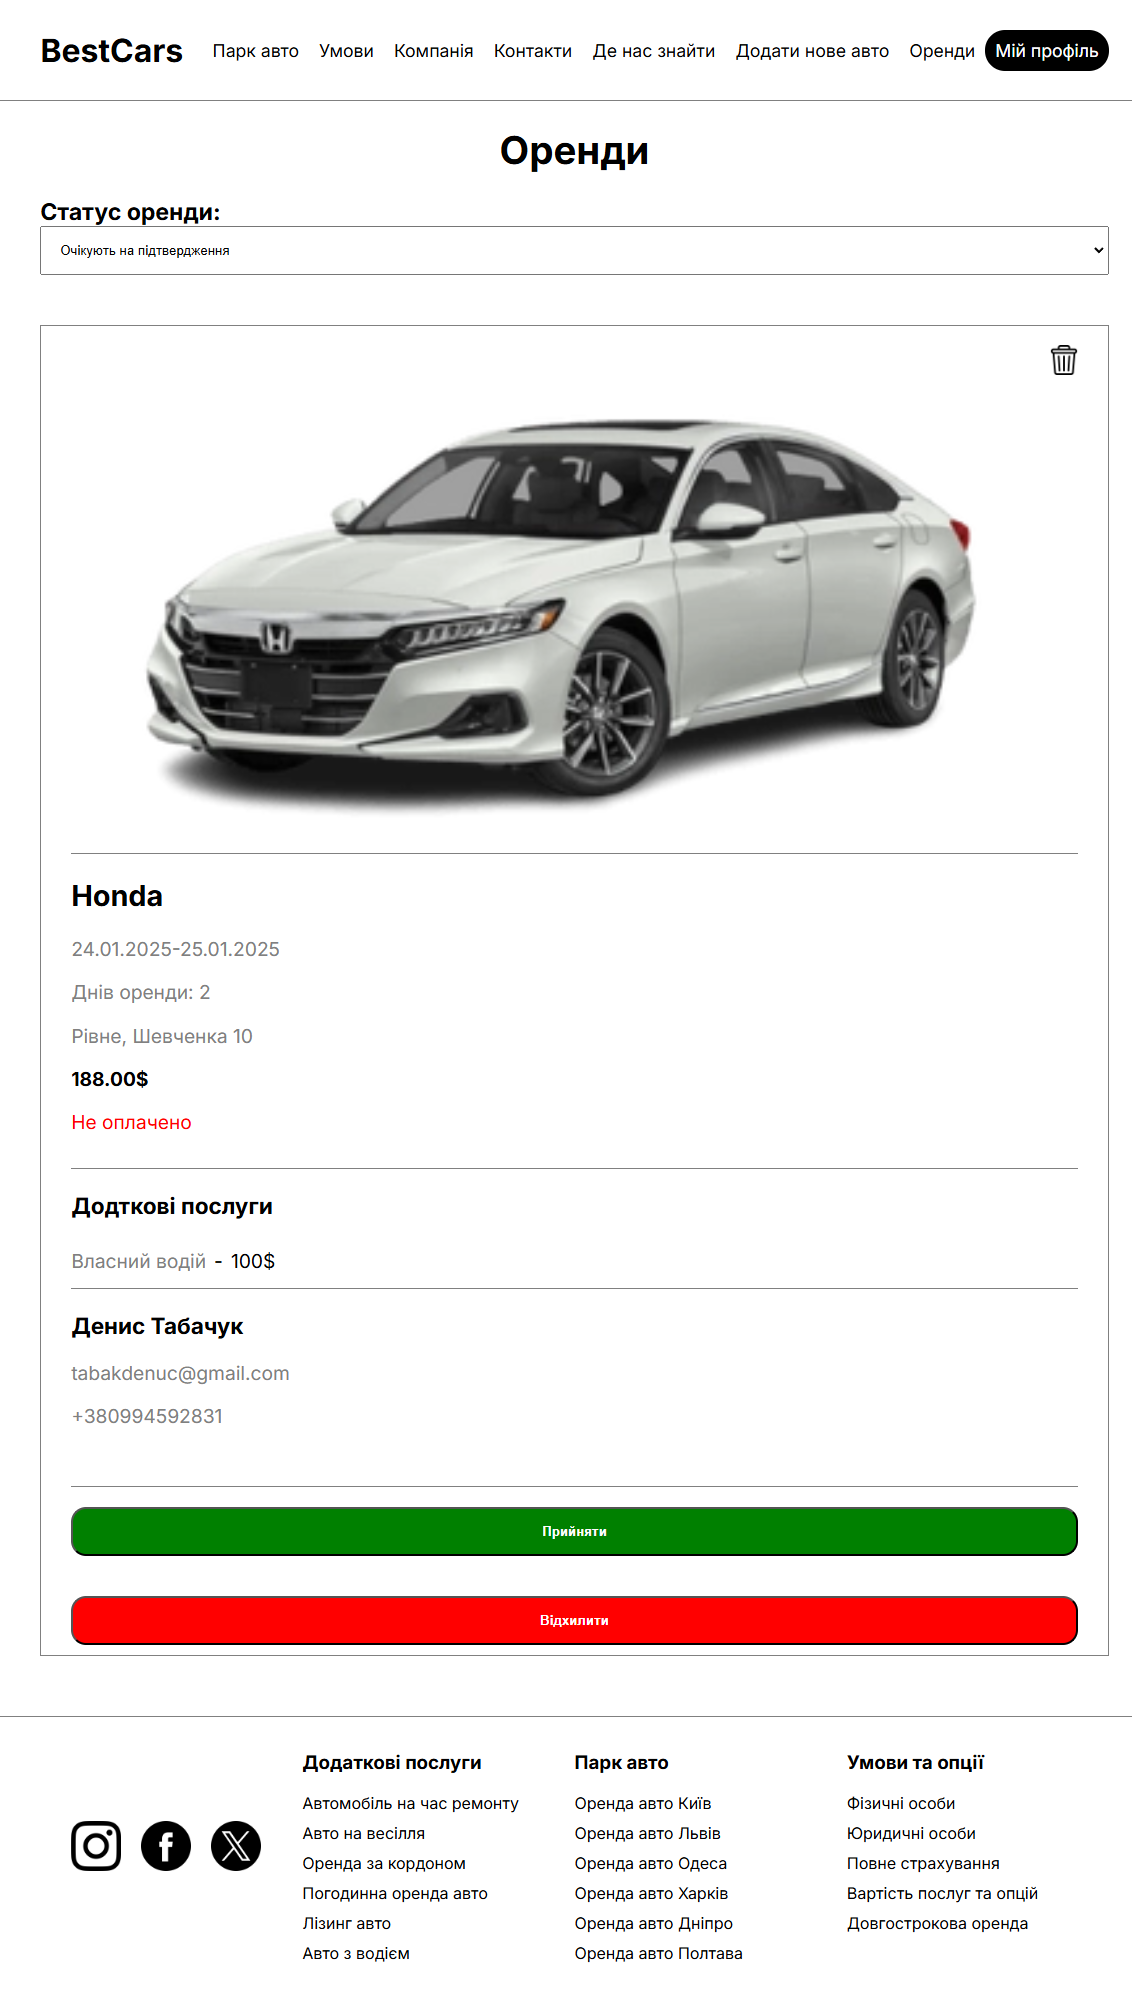 BestCars Парк авто Умови Компанія Контакти Де нас знайти Додати нове авто Оренди Мій профіль
Оренди
Статус оренди:
Очікують на підтвердження
Honda
24.01.2025-25.01.2025
Днів оренди: 2
Рівне, Шевченка 10
188.00$
Не оплачено
Додткові послуги
Власний водій - 100$
Денис Табачук
tabakdenuc@gmail.com
+380994592831
Прийняти
Відхилити
Додаткові послуги
Автомобіль на час ремонту
Авто на весілля
Оренда за кордоном
Погодинна оренда авто
Лізинг авто
Авто з водієм
Парк авто
Оренда авто Київ
Оренда авто Львів
Оренда авто Одеса
Оренда авто Харків
Оренда авто Дніпро
Оренда авто Полтава
Умови та опції
Фізичні особи
Юридичні особи
Повне страхування
Вартість послуг та опцій
Довгострокова оренда